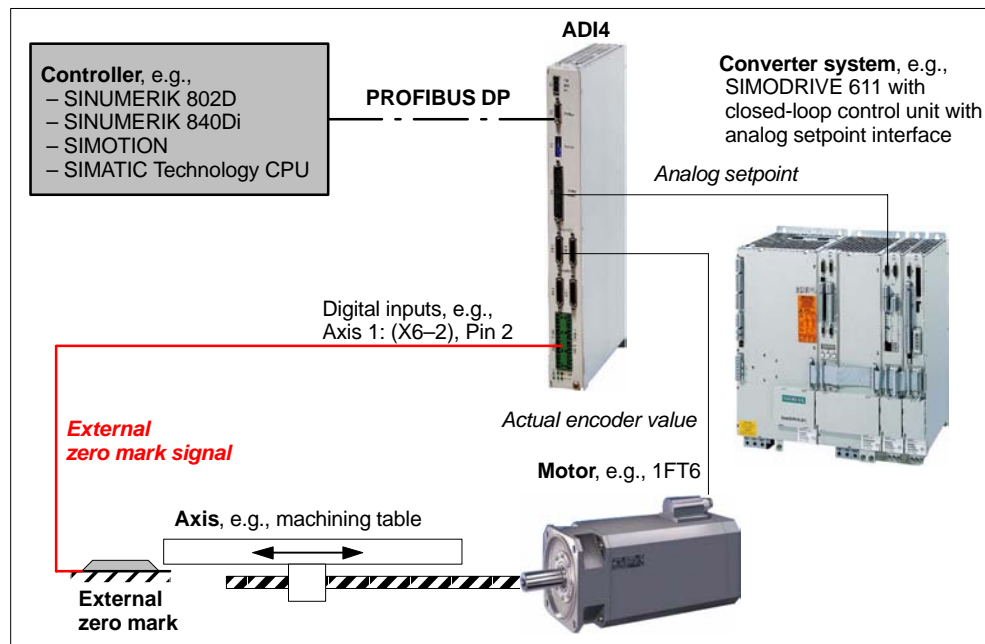 ADI4
Controller, e.g.,
– SINUMERIK 802D
– SINUMERIK 840Di
– SIMOTION
– SIMATIC Technology CPU
PROFIBUS DP
Converter system, e.g.,
SIMODRIVE 611 with
closed-loop control unit with
analog setpoint interface
Analog setpoint
Digital inputs, e.g.,
Axis 1: (X6–2), Pin 2
Actual encoder value
External
zero mark signal
Motor, e.g., 1FT6
Axis, e.g., machining table
External
zero mark
SIEMENS